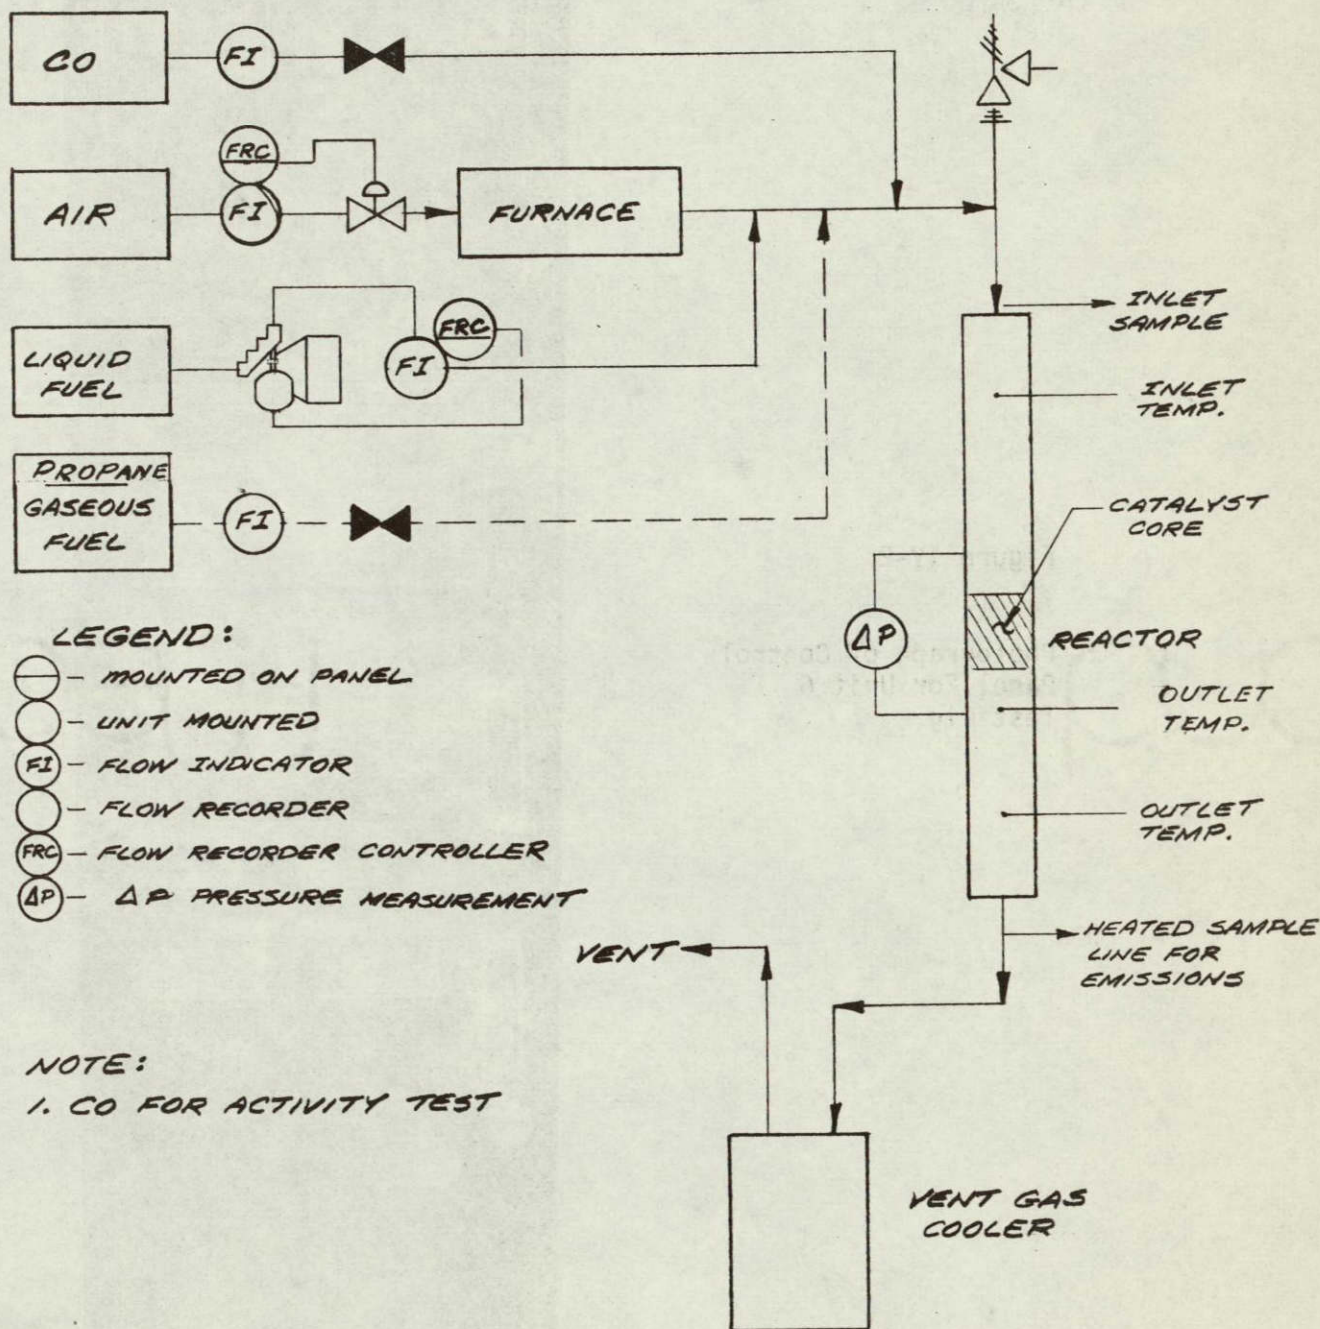 CO
FI
FRC
AIR
FI
FURNACE
LIQUID
FUEL
FRC
FI
PROPANE
GASEOUS
FUEL
FI
INLET
SAMPLE
INLET
TEMP.
CATALYST
CORE
ΔP
REACTOR
OUTLET
TEMP.
OUTLET
TEMP.
HEATED SAMPLE
LINE FOR
EMISSIONS
VENT
VENT GAS
COOLER
LEGEND:
- MOUNTED ON PANEL
- UNIT MOUNTED
FI - FLOW INDICATOR
- FLOW RECORDER
FRC - FLOW RECORDER CONTROLLER
ΔP - ΔP PRESSURE MEASUREMENT
NOTE:
1. CO FOR ACTIVITY TEST